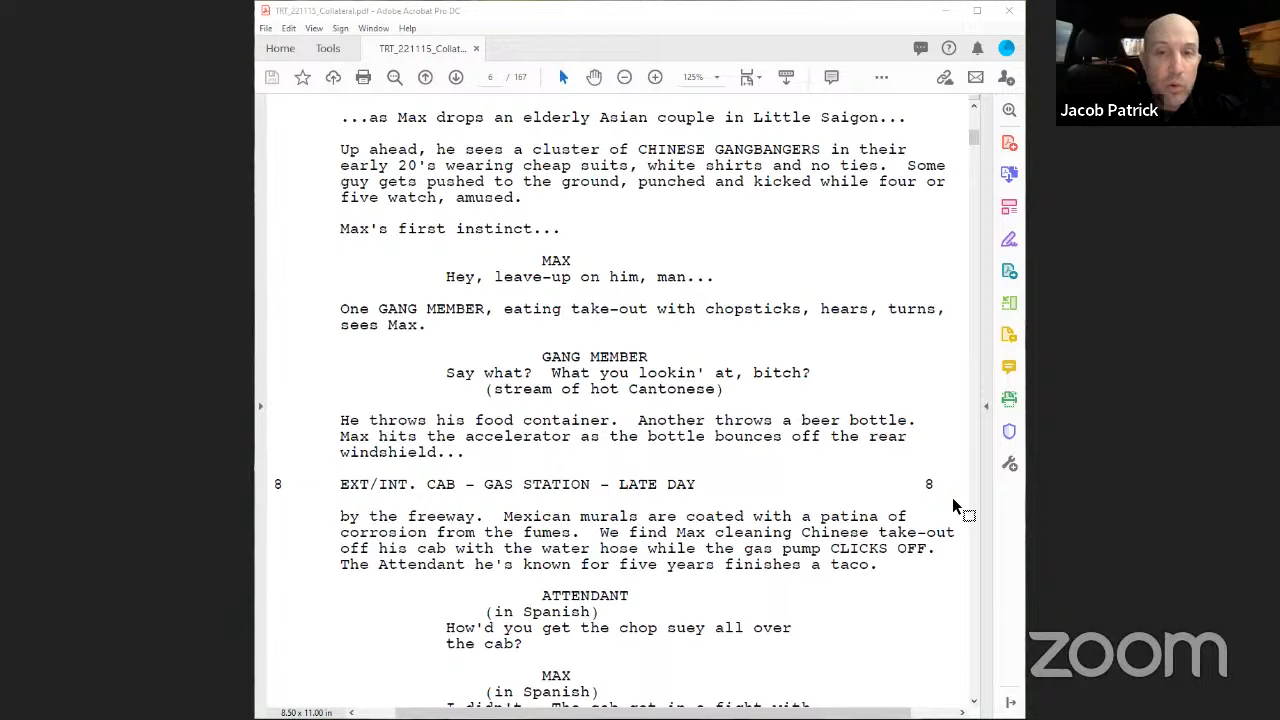 TRT_221115_Collateral.pdf - Adobe Acrobat Pro DC
File Edit View Sign Window Help
Home Tools TRT_221115_Collat... ×
6 / 167 125%
...as Max drops an elderly Asian couple in Little Saigon...
Up ahead, he sees a cluster of CHINESE GANGBANGERS in their
early 20's wearing cheap suits, white shirts and no ties. Some
guy gets pushed to the ground, punched and kicked while four or
five watch, amused.
Max's first instinct...
MAX
Hey, leave-up on him, man...
One GANG MEMBER, eating take-out with chopsticks, hears, turns,
sees Max.
GANG MEMBER
Say what? What you lookin' at, bitch?
(stream of hot Cantonese)
He throws his food container. Another throws a beer bottle.
Max hits the accelerator as the bottle bounces off the rear
windshield...
8 EXT/INT. CAB - GAS STATION - LATE DAY 8
by the freeway. Mexican murals are coated with a patina of
corrosion from the fumes. We find Max cleaning Chinese take-out
off his cab with the water hose while the gas pump CLICKS OFF.
The Attendant he's known for five years finishes a taco.
ATTENDANT
(in Spanish)
How'd you get the chop suey all over
the cab?
MAX
(in Spanish)
I didn't. The cab got in a fight with
8.50 x 11.00 in
Jacob Patrick
zoom